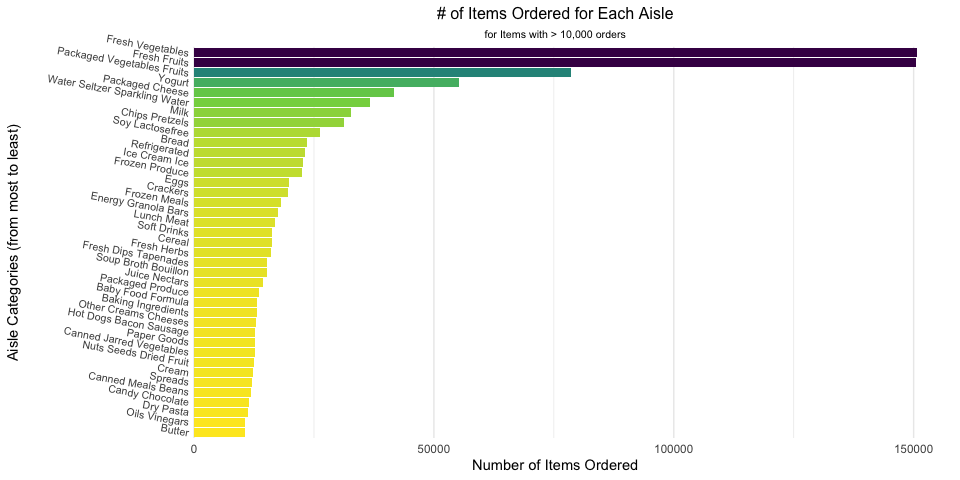 # of Items Ordered for Each Aisle
for Items with > 10,000 orders
Aisle Categories (from most to least)
Fresh Vegetables
Fresh Fruits
Packaged Vegetables Fruits
Yogurt
Packaged Cheese
Water Seltzer Sparkling Water
Milk
Chips Pretzels
Soy Lactosefree
Bread
Refrigerated
Ice Cream Ice
Frozen Produce
Eggs
Crackers
Frozen Meals
Energy Granola Bars
Lunch Meat
Soft Drinks
Cereal
Fresh Herbs
Fresh Dips Tapenades
Soup Broth Bouillon
Juice Nectars
Packaged Produce
Baby Food Formula
Baking Ingredients
Other Creams Cheeses
Hot Dogs Bacon Sausage
Paper Goods
Canned Jarred Vegetables
Nuts Seeds Dried Fruit
Cream
Spreads
Canned Meals Beans
Candy Chocolate
Dry Pasta
Oils Vinegars
Butter
0 50000 100000 150000
Number of Items Ordered